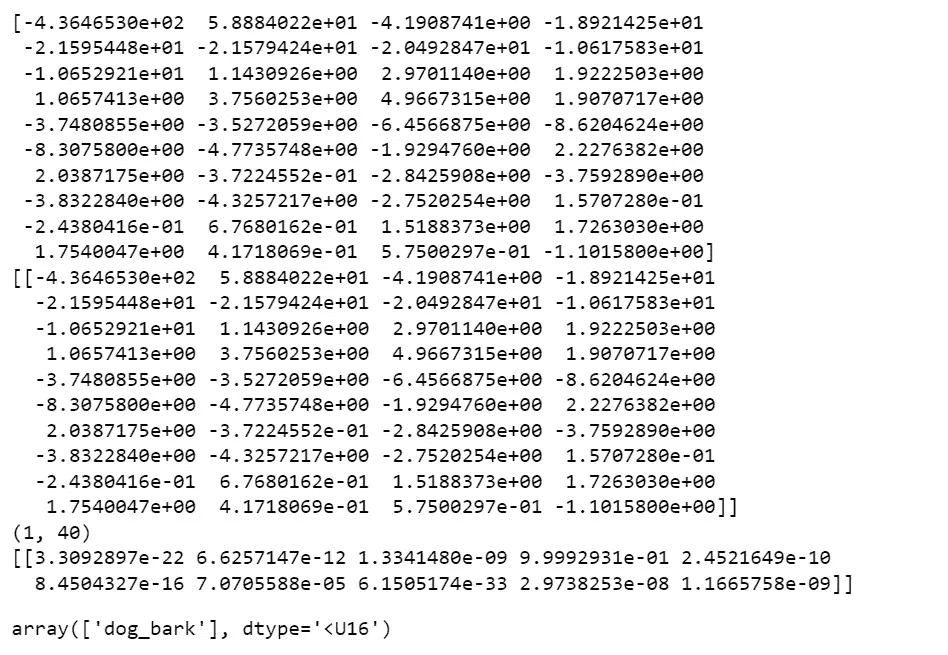 [-4.3646530e+02  5.8884022e+01 -4.1908741e+00 -1.8921425e+01
 -2.1595448e+01 -2.1579424e+01 -2.0492847e+01 -1.0617583e+01
 -1.0652921e+01  1.1430926e+00  2.9701140e+00  1.9222503e+00
  1.0657413e+00  3.7560253e+00  4.9667315e+00  1.9070717e+00
 -3.7480855e+00 -3.5272059e+00 -6.4566875e+00 -8.6204624e+00
 -8.3075800e+00 -4.7735748e+00 -1.9294760e+00  2.2276382e+00
  2.0387175e+00 -3.7224552e-01 -2.8425908e+00 -3.7592890e+00
 -3.8322840e+00 -4.3257217e+00 -2.7520254e+00  1.5707280e-01
 -2.4380416e-01  6.7680162e-01  1.5188373e+00  1.7263030e+00
  1.7540047e+00  4.1718069e-01  5.7500297e-01 -1.1015800e+00]
[[-4.3646530e+02  5.8884022e+01 -4.1908741e+00 -1.8921425e+01
  -2.1595448e+01 -2.1579424e+01 -2.0492847e+01 -1.0617583e+01
  -1.0652921e+01  1.1430926e+00  2.9701140e+00  1.9222503e+00
   1.0657413e+00  3.7560253e+00  4.9667315e+00  1.9070717e+00
  -3.7480855e+00 -3.5272059e+00 -6.4566875e+00 -8.6204624e+00
  -8.3075800e+00 -4.7735748e+00 -1.9294760e+00  2.2276382e+00
   2.0387175e+00 -3.7224552e-01 -2.8425908e+00 -3.7592890e+00
  -3.8322840e+00 -4.3257217e+00 -2.7520254e+00  1.5707280e-01
  -2.4380416e-01  6.7680162e-01  1.5188373e+00  1.7263030e+00
   1.7540047e+00  4.1718069e-01  5.7500297e-01 -1.1015800e+00]]
(1, 40)
[[3.3092897e-22 6.6257147e-12 1.3341480e-09 9.9992931e-01 2.4521649e-10
  8.4504327e-16 7.0705588e-05 6.1505174e-33 2.9738253e-08 1.1665758e-09]]
array(['dog_bark'], dtype='<U16')